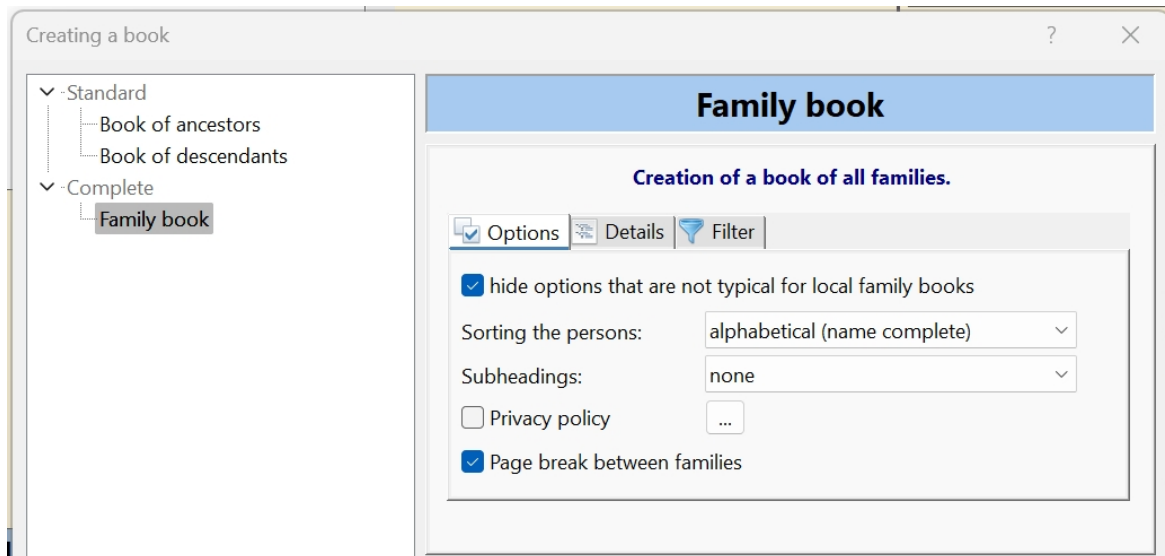 Creating a book ?
Standard
Book of ancestors
Book of descendants
Complete
Family book
Family book
Creation of a book of all families.
Options Details Filter
hide options that are not typical for local family books
Sorting the persons: alphabetical (name complete)
Subheadings: none
Privacy policy ...
Page break between families